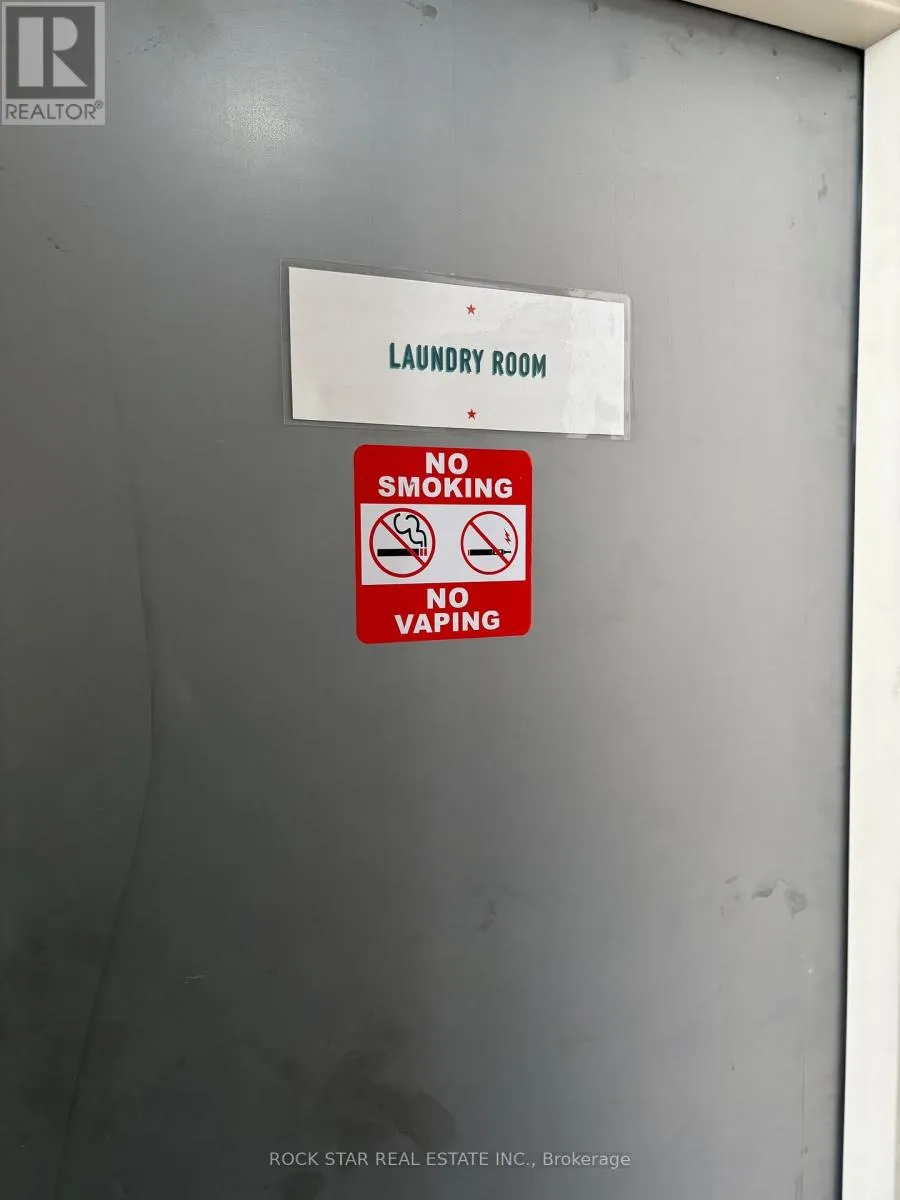 R
REALTOR®
LAUNDRY ROOM
NO
SMOKING
NO
VAPING
ROCK STAR REAL ESTATE INC., Brokerage